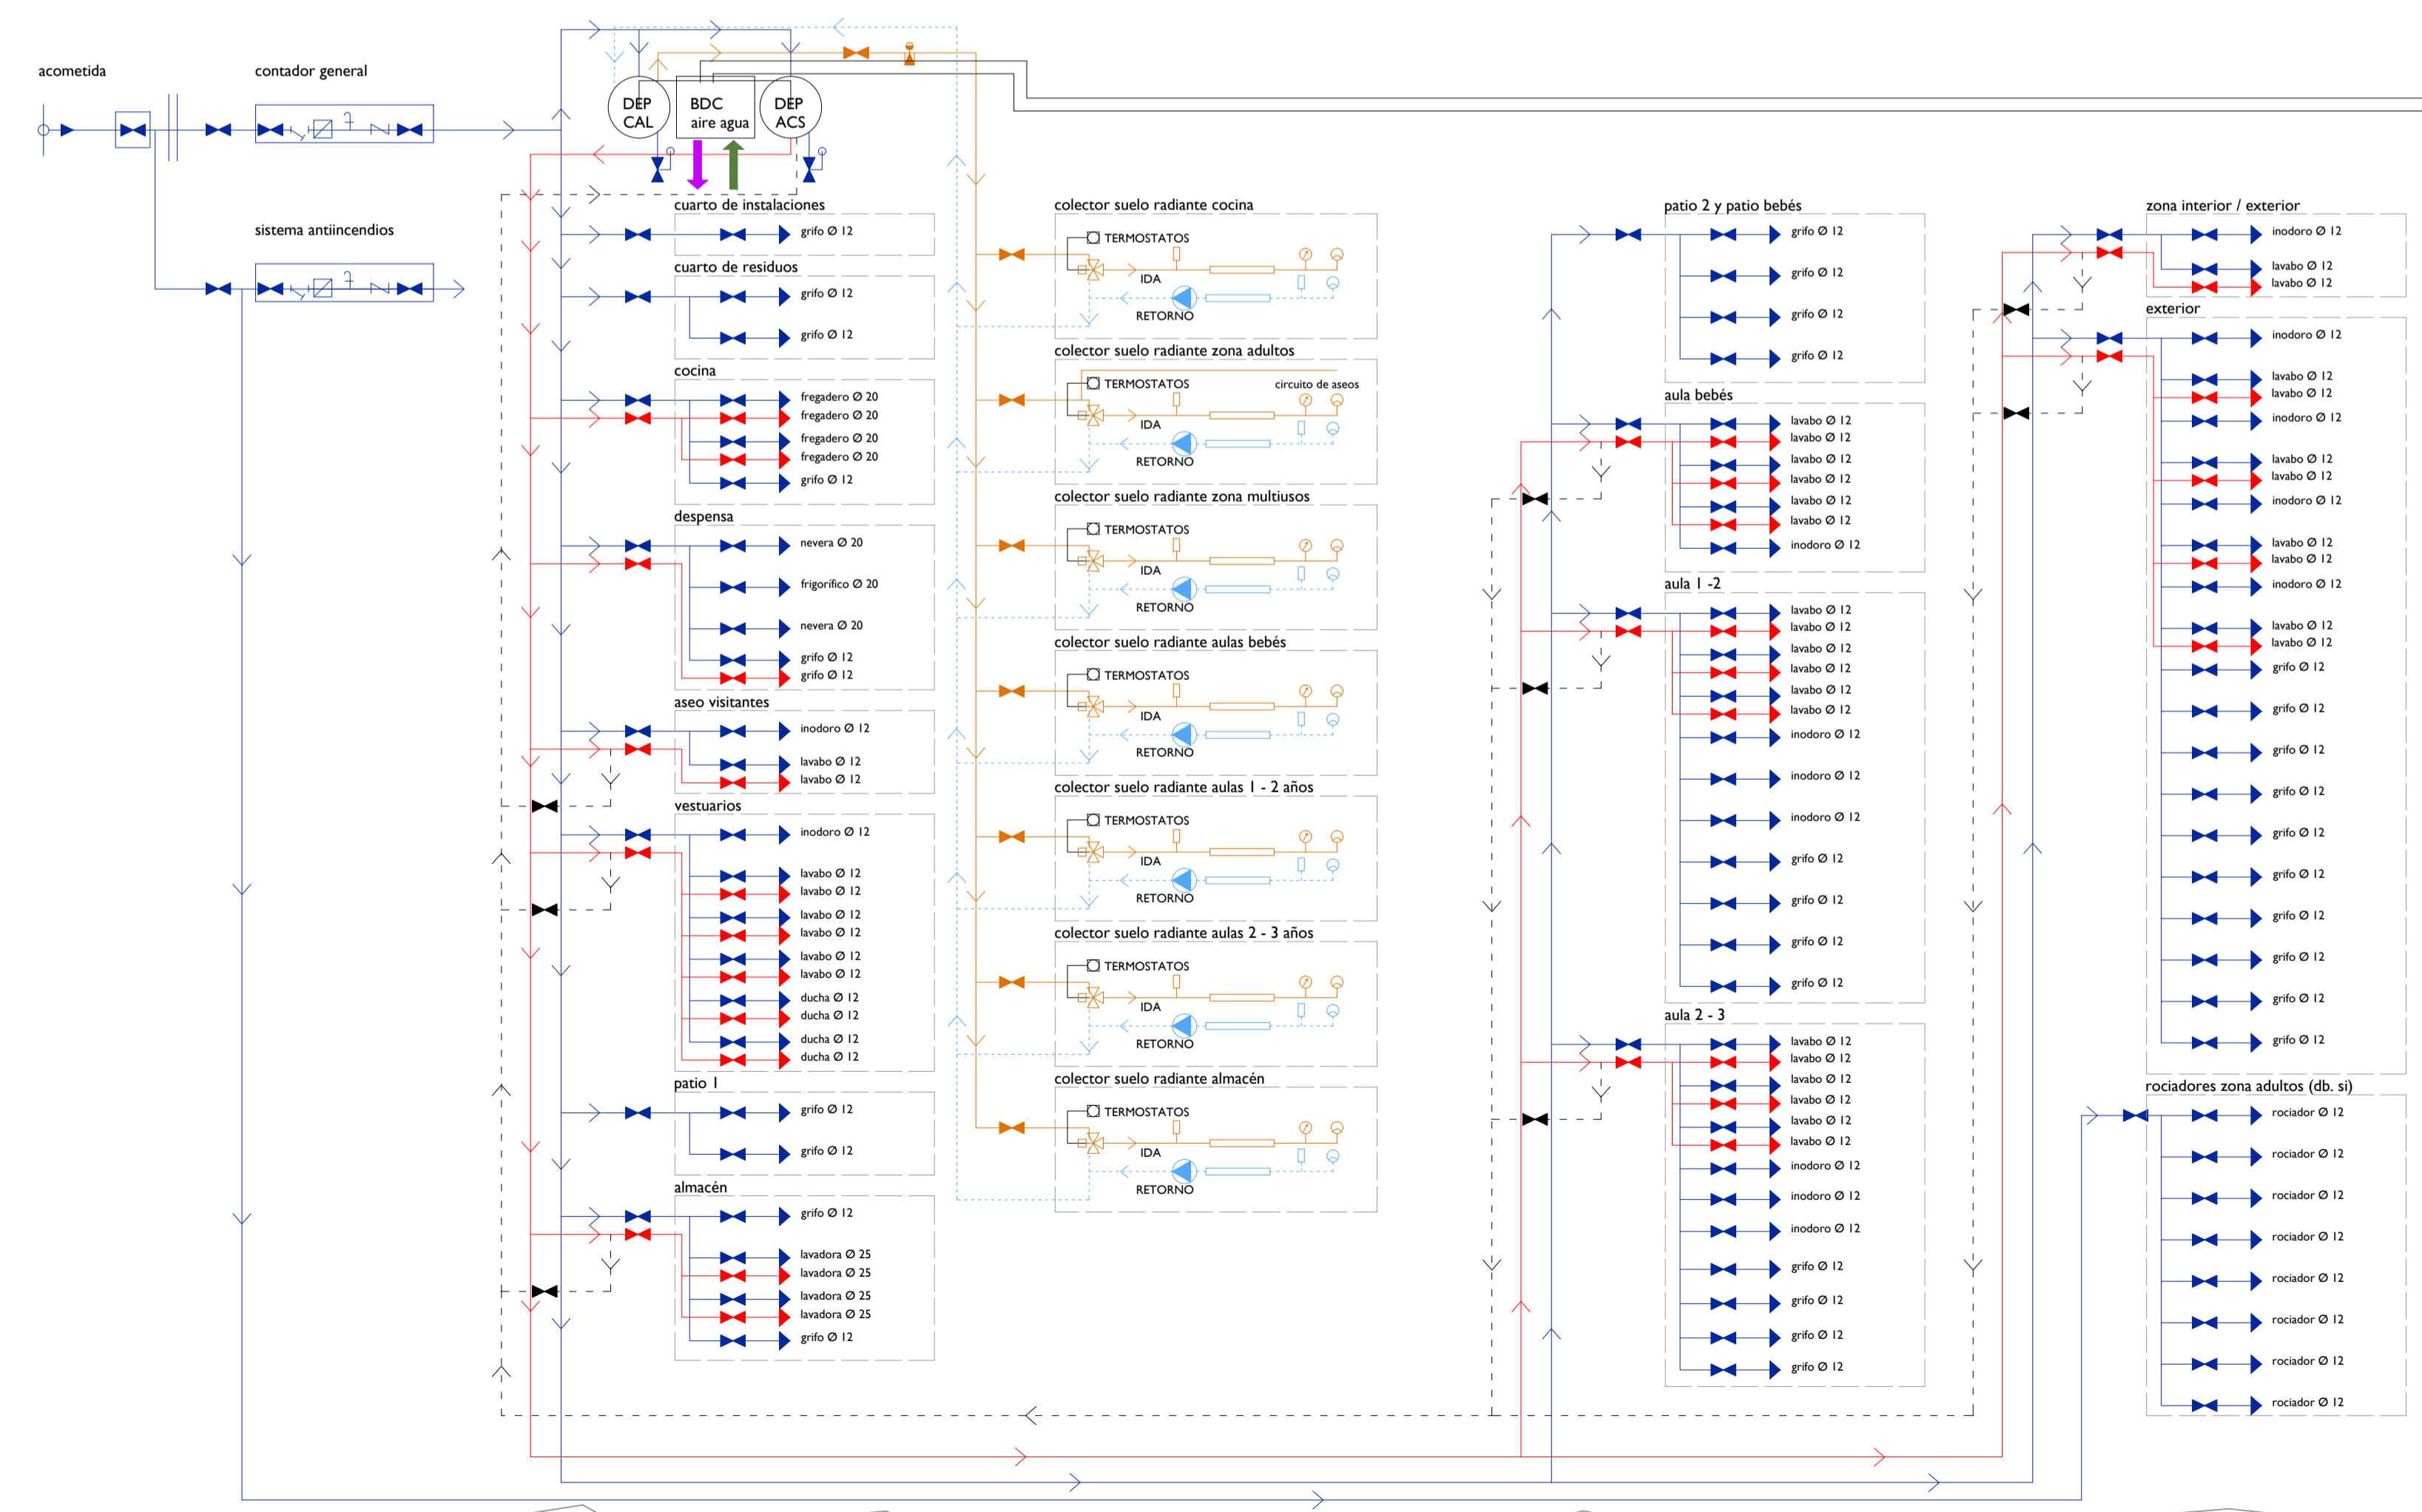 acometida
contador general
sistema antiincendios
DEP
CAL
BDC
aire agua
DEP
ACS
cuarto de instalaciones
grifo Ø 12
cuarto de residuos
grifo Ø 12
grifo Ø 12
cocina
fregadero Ø 20
fregadero Ø 20
fregadero Ø 20
fregadero Ø 20
grifo Ø 12
despensa
nevera Ø 20
frigorífico Ø 20
nevera Ø 20
grifo Ø 12
grifo Ø 12
aseo visitantes
inodoro Ø 12
lavabo Ø 12
lavabo Ø 12
vestuarios
inodoro Ø 12
lavabo Ø 12
lavabo Ø 12
lavabo Ø 12
lavabo Ø 12
lavabo Ø 12
lavabo Ø 12
ducha Ø 12
ducha Ø 12
ducha Ø 12
ducha Ø 12
patio 1
grifo Ø 12
grifo Ø 12
almacén
grifo Ø 12
lavadora Ø 25
lavadora Ø 25
lavadora Ø 25
lavadora Ø 25
grifo Ø 12
colector suelo radiante cocina
TERMOSTATOS
IDA
RETORNO
colector suelo radiante zona adultos
TERMOSTATOS
circuito de aseos
IDA
RETORNO
colector suelo radiante zona multiusos
TERMOSTATOS
IDA
RETORNO
colector suelo radiante aulas bebés
TERMOSTATOS
IDA
RETORNO
colector suelo radiante aulas 1 - 2 años
TERMOSTATOS
IDA
RETORNO
colector suelo radiante aulas 2 - 3 años
TERMOSTATOS
IDA
RETORNO
colector suelo radiante almacén
TERMOSTATOS
IDA
RETORNO
patio 2 y patio bebés
grifo Ø 12
grifo Ø 12
grifo Ø 12
grifo Ø 12
aula bebés
lavabo Ø 12
lavabo Ø 12
lavabo Ø 12
lavabo Ø 12
lavabo Ø 12
lavabo Ø 12
inodoro Ø 12
aula 1 -2
lavabo Ø 12
lavabo Ø 12
lavabo Ø 12
lavabo Ø 12
lavabo Ø 12
lavabo Ø 12
inodoro Ø 12
inodoro Ø 12
inodoro Ø 12
grifo Ø 12
grifo Ø 12
grifo Ø 12
grifo Ø 12
aula 2 - 3
lavabo Ø 12
lavabo Ø 12
lavabo Ø 12
lavabo Ø 12
lavabo Ø 12
lavabo Ø 12
inodoro Ø 12
inodoro Ø 12
inodoro Ø 12
grifo Ø 12
grifo Ø 12
grifo Ø 12
grifo Ø 12
zona interior / exterior
inodoro Ø 12
lavabo Ø 12
lavabo Ø 12
exterior
inodoro Ø 12
lavabo Ø 12
lavabo Ø 12
inodoro Ø 12
lavabo Ø 12
lavabo Ø 12
inodoro Ø 12
lavabo Ø 12
lavabo Ø 12
inodoro Ø 12
lavabo Ø 12
lavabo Ø 12
grifo Ø 12
grifo Ø 12
grifo Ø 12
grifo Ø 12
grifo Ø 12
grifo Ø 12
grifo Ø 12
grifo Ø 12
grifo Ø 12
grifo Ø 12
rociadores zona adultos (db. si)
rociador Ø 12
rociador Ø 12
rociador Ø 12
rociador Ø 12
rociador Ø 12
rociador Ø 12
rociador Ø 12
rociador Ø 12